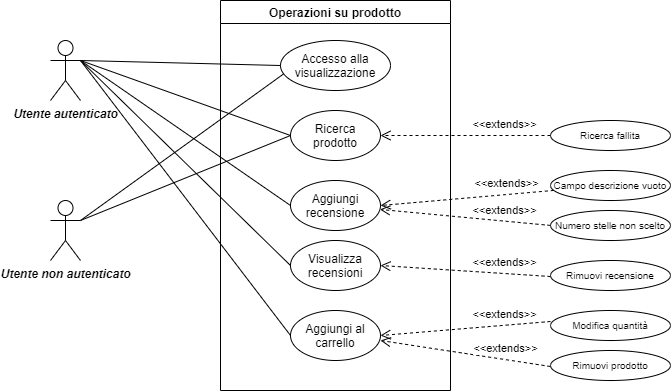 Operazioni su prodotto
Accesso alla
visualizzazione
Utente autenticato
Ricerca
prodotto
<<extends>>
Ricerca fallita
Aggiungi
recensione
<<extends>>
Campo descrizione vuoto
<<extends>>
Numero stelle non scelto
Utente non autenticato
Visualizza
recensioni
<<extends>>
Rimuovi recensione
Aggiungi al
carrello
<<extends>>
Modifica quantità
<<extends>>
Rimuovi prodotto